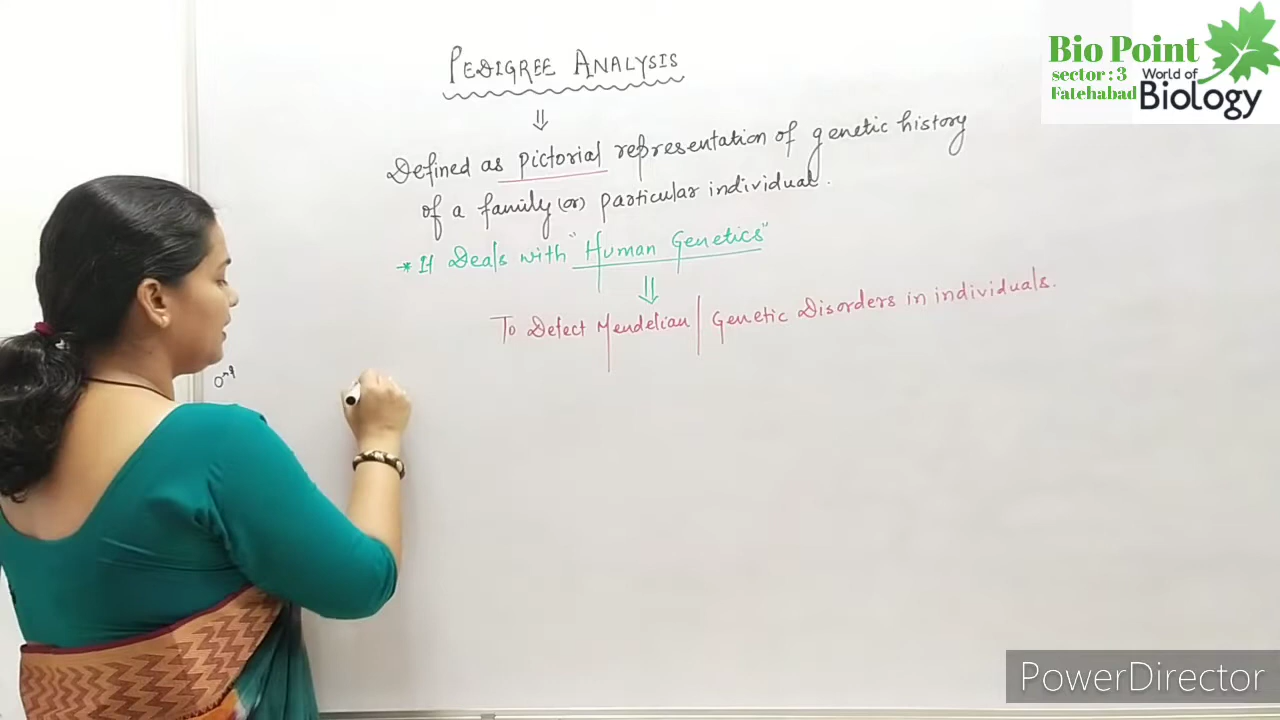 PEDIGREE ANALYSIS
⇓
Defined as pictorial representation of genetic history
of a family (or) particular individual.
* It Deals with "Human Genetics"
⇓
To Detect Mendelian | Genetic Disorders in individuals.
Bio Point
sector : 3
Fatehabad
World of
Biology
PowerDirector